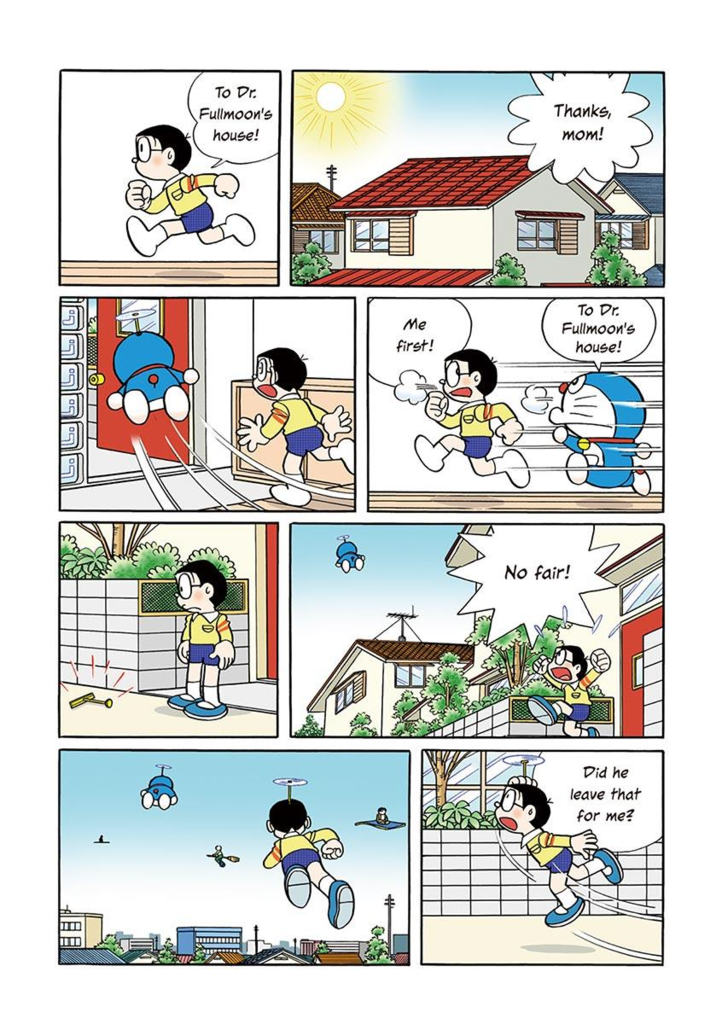 Thanks,
mom!
To Dr.
Fullmoon's
house!
To Dr.
Fullmoon's
house!
Me
first!
No fair!
Did he
leave that
for me?